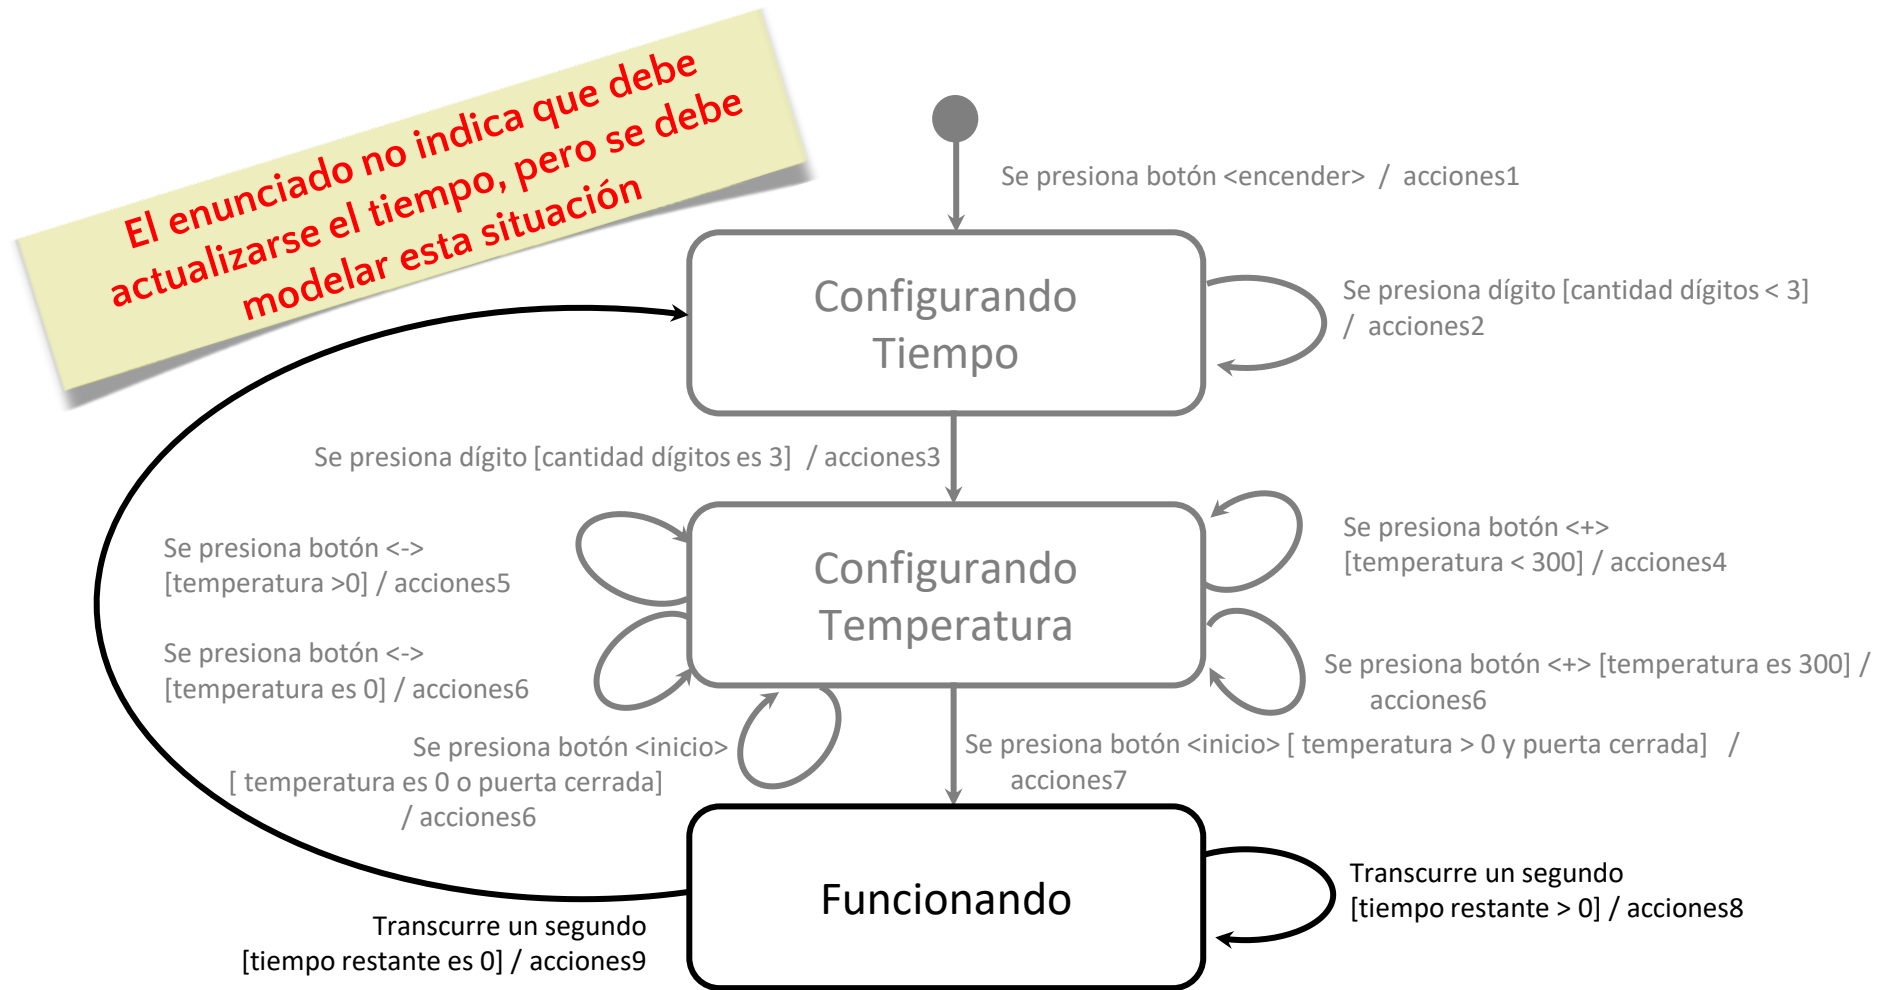 El enunciado no indica que debe
actualizarse el tiempo, pero se debe
modelar esta situación
Se presiona botón <encender> / acciones1
Configurando
Tiempo
Se presiona dígito [cantidad dígitos < 3]
/ acciones2
Se presiona dígito [cantidad dígitos es 3] / acciones3
Se presiona botón <->
[temperatura >0] / acciones5
Configurando
Temperatura
Se presiona botón <+>
[temperatura < 300] / acciones4
Se presiona botón <->
[temperatura es 0] / acciones6
Se presiona botón <+> [temperatura es 300] /
acciones6
Se presiona botón <inicio>
[ temperatura es 0 o puerta cerrada]
/ acciones6
Se presiona botón <inicio> [ temperatura > 0 y puerta cerrada] /
acciones7
Funcionando
Transcurre un segundo
[tiempo restante > 0] / acciones8
Transcurre un segundo
[tiempo restante es 0] / acciones9